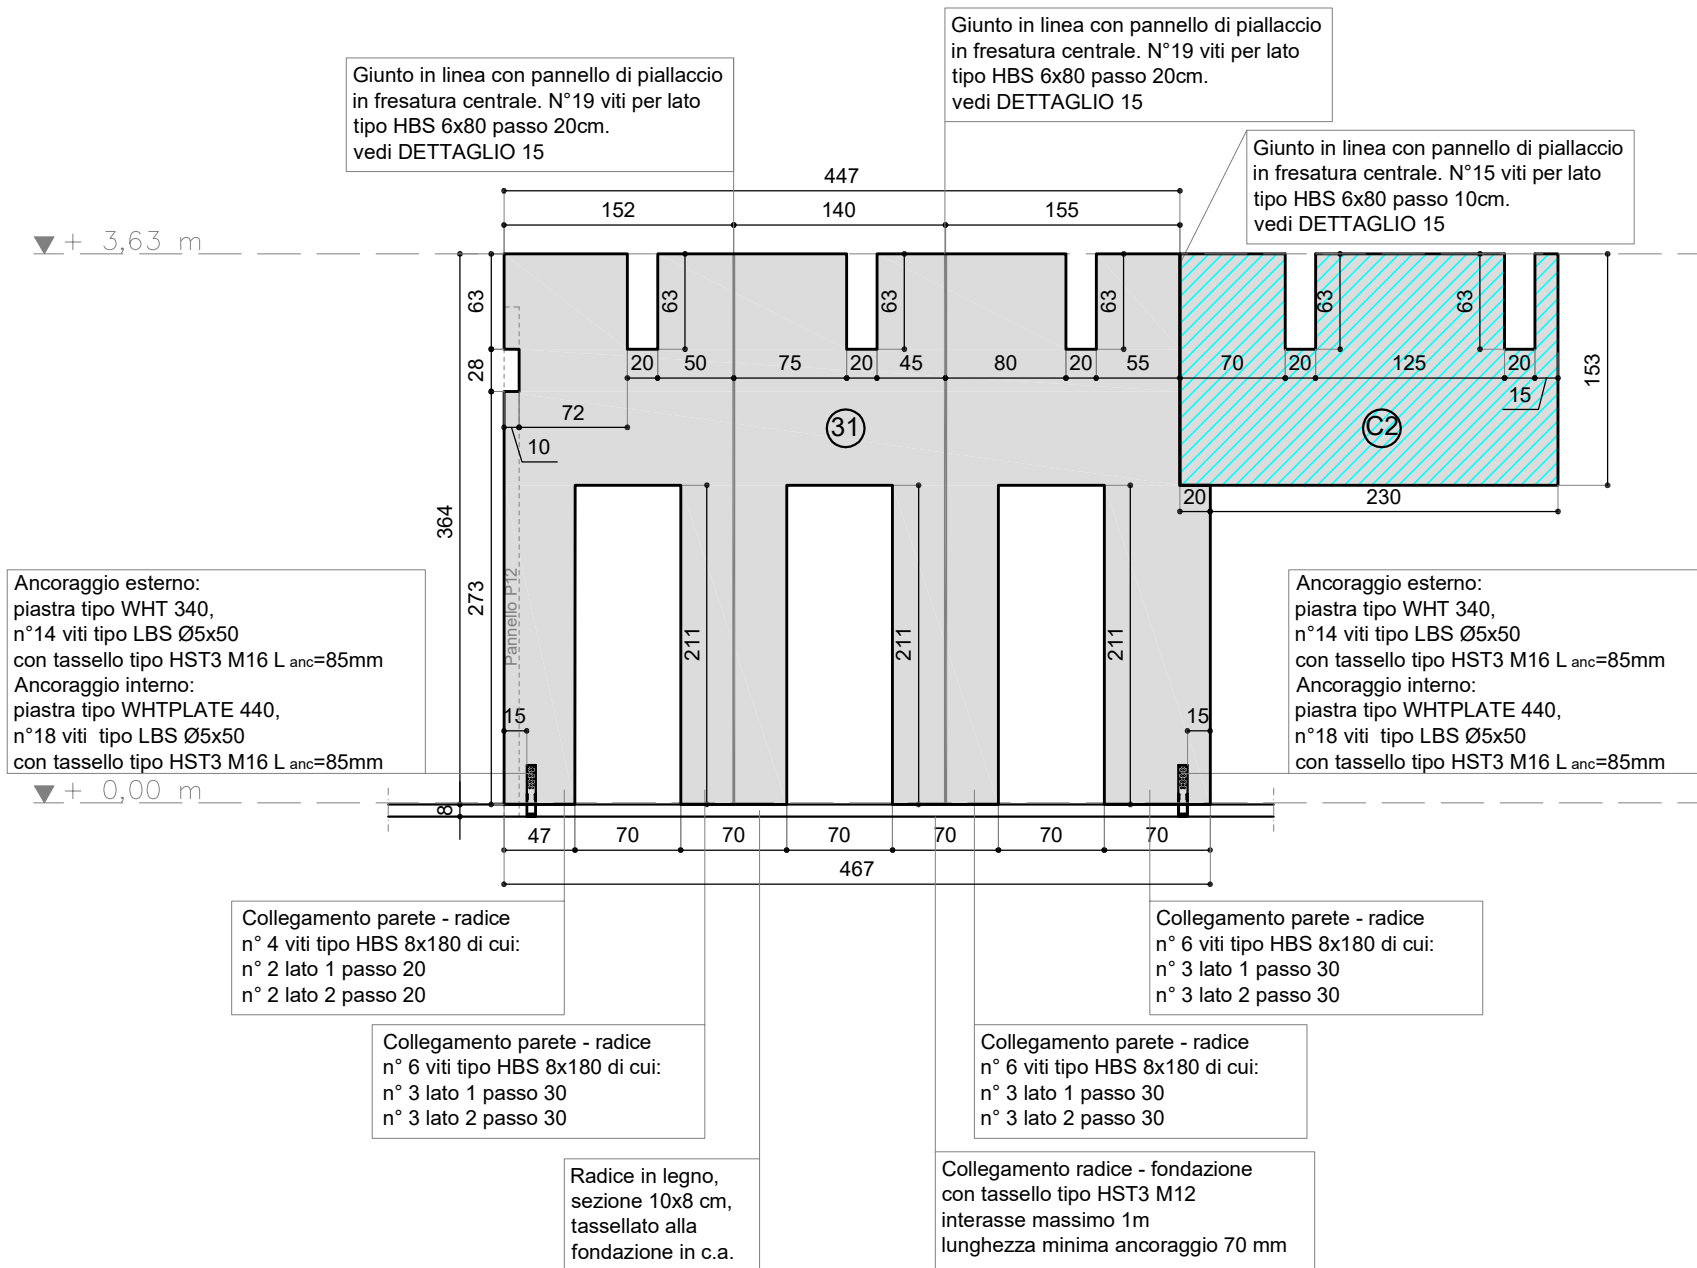 Giunto in linea con pannello di piallaccio
in fresatura centrale. N°19 viti per lato
tipo HBS 6x80 passo 20cm.
vedi DETTAGLIO 15
Giunto in linea con pannello di piallaccio
in fresatura centrale. N°19 viti per lato
tipo HBS 6x80 passo 20cm.
vedi DETTAGLIO 15
Giunto in linea con pannello di piallaccio
in fresatura centrale. N°15 viti per lato
tipo HBS 6x80 passo 10cm.
vedi DETTAGLIO 15
447
152 140 155
+ 3,63 m
63
63
63
63
63
63
28
20 50 75 20 45 80 20 55 70 20 125 20
15
153
72
10
31
C2
20 230
364
273
Pannello P12
211
211
211
Ancoraggio esterno:
piastra tipo WHT 340,
n°14 viti tipo LBS Ø5x50
con tassello tipo HST3 M16 L anc=85mm
Ancoraggio interno:
piastra tipo WHTPLATE 440,
n°18 viti tipo LBS Ø5x50
con tassello tipo HST3 M16 L anc=85mm
Ancoraggio esterno:
piastra tipo WHT 340,
n°14 viti tipo LBS Ø5x50
con tassello tipo HST3 M16 L anc=85mm
Ancoraggio interno:
piastra tipo WHTPLATE 440,
n°18 viti tipo LBS Ø5x50
con tassello tipo HST3 M16 L anc=85mm
15
15
+ 0,00 m
8
47 70 70 70 70 70 70
467
Collegamento parete - radice
n° 4 viti tipo HBS 8x180 di cui:
n° 2 lato 1 passo 20
n° 2 lato 2 passo 20
Collegamento parete - radice
n° 6 viti tipo HBS 8x180 di cui:
n° 3 lato 1 passo 30
n° 3 lato 2 passo 30
Collegamento parete - radice
n° 6 viti tipo HBS 8x180 di cui:
n° 3 lato 1 passo 30
n° 3 lato 2 passo 30
Collegamento parete - radice
n° 6 viti tipo HBS 8x180 di cui:
n° 3 lato 1 passo 30
n° 3 lato 2 passo 30
Radice in legno,
sezione 10x8 cm,
tassellato alla
fondazione in c.a.
Collegamento radice - fondazione
con tassello tipo HST3 M12
interasse massimo 1m
lunghezza minima ancoraggio 70 mm